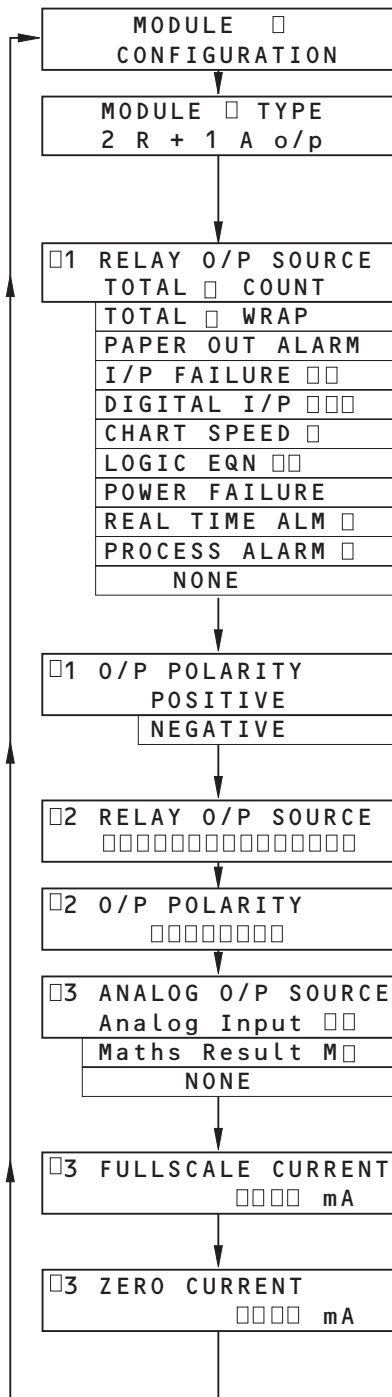 MODULE □
CONFIGURATION
MODULE □ TYPE
2 R + 1 A o/p
□1 RELAY O/P SOURCE
TOTAL □ COUNT
TOTAL □ WRAP
PAPER OUT ALARM
I/P FAILURE □□
DIGITAL I/P □□□
CHART SPEED □
LOGIC EQN □□
POWER FAILURE
REAL TIME ALM □
PROCESS ALARM □
NONE
□1 O/P POLARITY
POSITIVE
NEGATIVE
□2 RELAY O/P SOURCE
□□□□□□□□□□□□□□□
□2 O/P POLARITY
□□□□□□□□
□3 ANALOG O/P SOURCE
Analog Input □□
Maths Result M□
NONE
□3 FULLSCALE CURRENT
□□□□ mA
□3 ZERO CURRENT
□□□□ mA